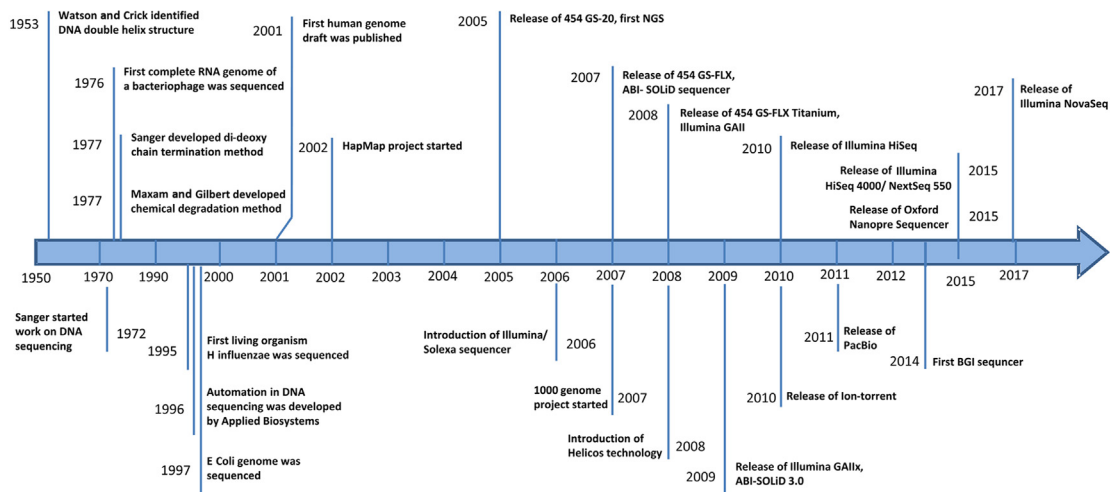 1953
Watson and Crick identified
DNA double helix structure
1976
First complete RNA genome of
a bacteriophage was sequenced
1977
Sanger developed di-deoxy
chain termination method
1977
Maxam and Gilbert developed
chemical degradation method
2001
First human genome
draft was published
2002
HapMap project started
2005
Release of 454 GS-20, first NGS
2007
Release of 454 GS-FLX,
ABI- SOLiD sequencer
2008
Release of 454 GS-FLX Titanium,
Illumina GAII
2010
Release of Illumina HiSeq
Release of Illumina
HiSeq 4000/ NextSeq 550
2015
Release of Oxford
Nanopre Sequencer
2015
2017
Release of
Illumina NovaSeq
1950 1970 1990 2000 2001 2002 2004 2005 2006 2007 2008 2009 2010 2011 2012 2015 2017
Sanger started
work on DNA
sequencing
1972
1995
First living organism
H influenzae was sequenced
1996
Automation in DNA
sequencing was developed
by Applied Biosystems
1997
E Coli genome was
sequenced
Introduction of Illumina/
Solexa sequencer
2006
1000 genome
project started
2007
Introduction of
Helicos technology
2008
2009
Release of Illumina GAIIx,
ABI-SOLiD 3.0
2010
Release of Ion-torrent
2011
Release of
PacBio
2014
First BGI sequncer